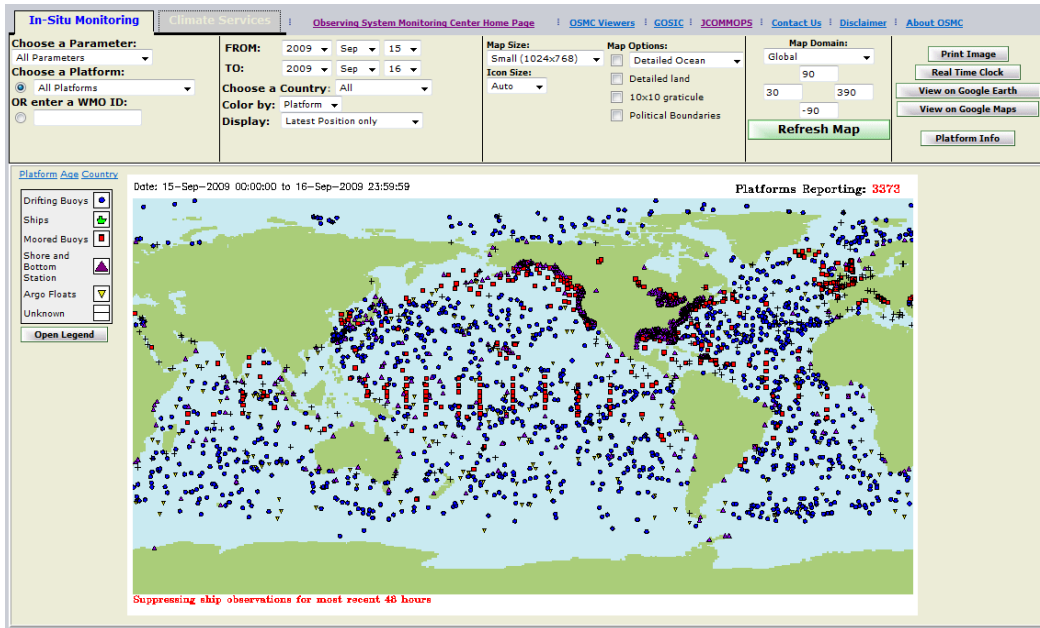 In-Situ Monitoring
Climate Services
Observing System Monitoring Center Home Page
OSMC Viewers
GOSIC
JCOMMOPS
Contact Us
Disclaimer
About OSMC
Choose a Parameter:
All Parameters
Choose a Platform:
All Platforms
OR enter a WMO ID:
FROM: 2009 Sep 15
TO: 2009 Sep 16
Choose a Country: All
Color by: Platform
Display: Latest Position only
Map Size:
Small (1024x768)
Icon Size:
Auto
Map Options:
Detailed Ocean
Detailed land
10x10 graticule
Political Boundaries
Map Domain:
Global
90
30 390
-90
Refresh Map
Print Image
Real Time Clock
View on Google Earth
View on Google Maps
Platform Info
Platform Age Country
Drifting Buoys
Ships
Moored Buoys
Shore and
Bottom
Station
Argo Floats
Unknown
Open Legend
Date: 15-Sep-2009 00:00:00 to 16-Sep-2009 23:59:59
Platforms Reporting: 3373
Suppressing ship observations for most recent 48 hours